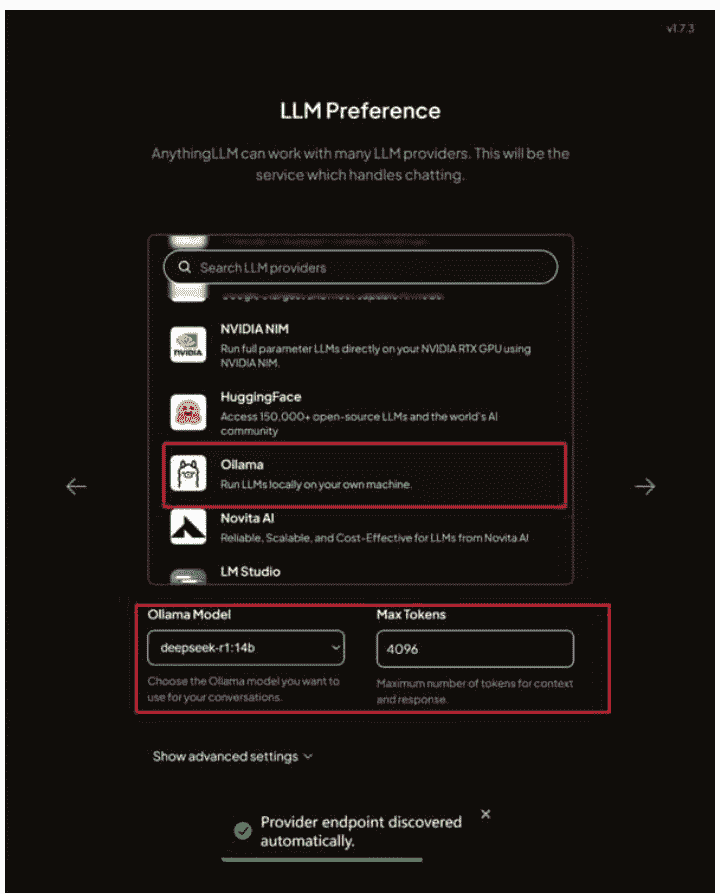 v1.7.3
LLM Preference
AnythingLLM can work with many LLM providers. This will be the
service which handles chatting.
Search LLM providers
NVIDIA NIM
Run full parameter LLMs directly on your NVIDIA RTX GPU using
NVIDIA NIM.
HuggingFace
Access 150,000+ open-source LLMs and the world's AI
community
Ollama
Run LLMs locally on your own machine.
Novita AI
Reliable, Scalable, and Cost-Effective for LLMs from Novita AI
LM Studio
Ollama Model
Max Tokens
deepseek-r1:14b
4096
Choose the Ollama model you want to
use for your conversations.
Maximum number of tokens for context
and response.
Show advanced settings
Provider endpoint discovered
automatically.